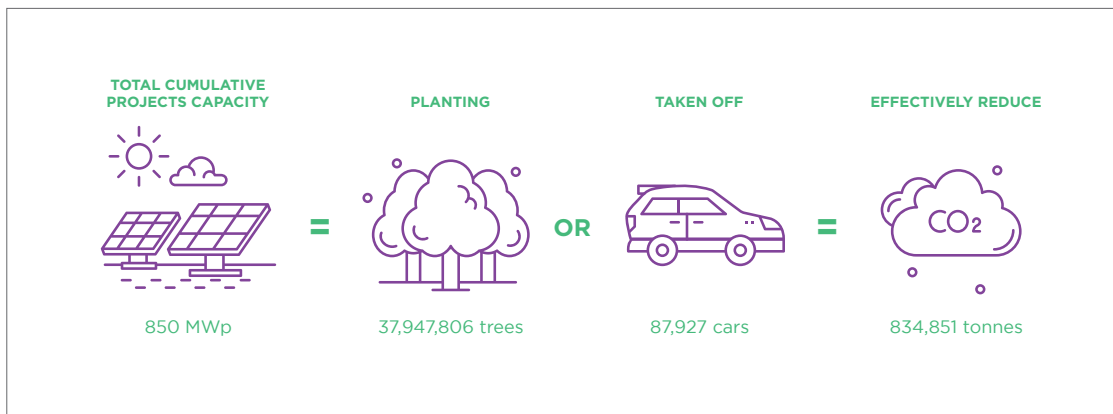 TOTAL CUMULATIVE
PROJECTS CAPACITY
PLANTING
TAKEN OFF
EFFECTIVELY REDUCE
=
OR
=
CO2
850 MWp
37,947,806 trees
87,927 cars
834,851 tonnes